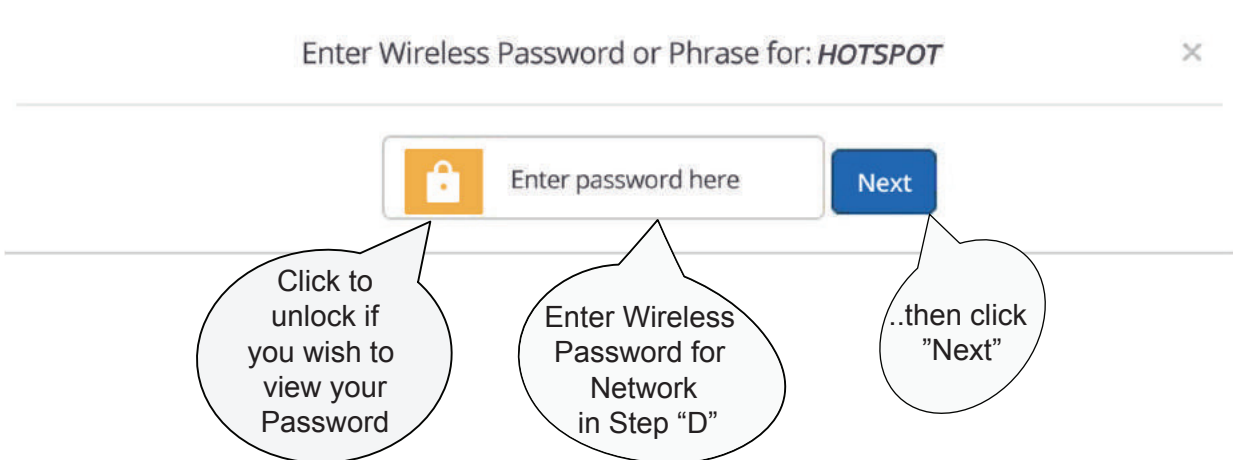 Enter Wireless Password or Phrase for: HOTSPOT ×
Enter password here
Next
Click to
unlock if
you wish to
view your
Password
Enter Wireless
Password for
Network
in Step “D”
..then click
”Next”